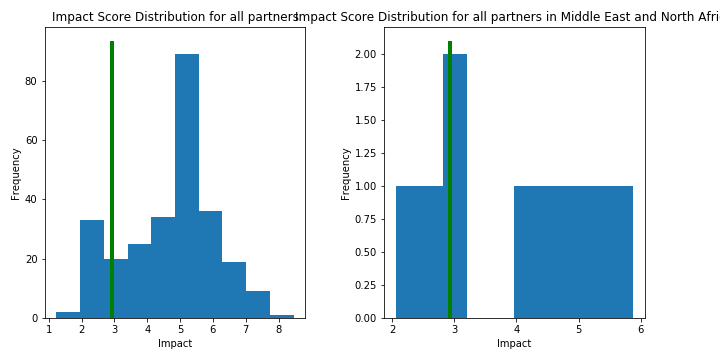 Impact Score Distribution for all partners
Impact Score Distribution for all partners in Middle East and North Afri
Frequency
80
60
40
20
0
1 2 3 4 5 6 7 8
Impact
Frequency
2.00
1.75
1.50
1.25
1.00
0.75
0.50
0.25
0.00
2 3 4 5 6
Impact